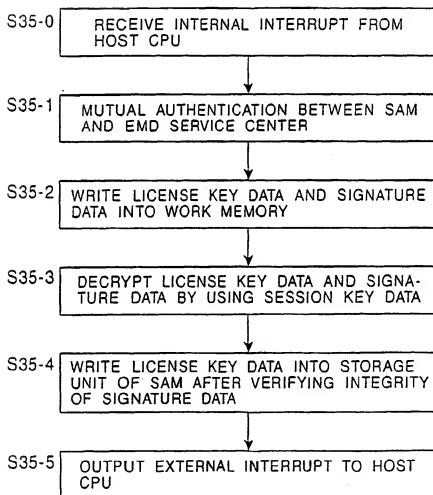 S35-0
RECEIVE INTERNAL INTERRUPT FROM
HOST CPU
S35-1
MUTUAL AUTHENTICATION BETWEEN SAM
AND EMD SERVICE CENTER
S35-2
WRITE LICENSE KEY DATA AND SIGNATURE
DATA INTO WORK MEMORY
S35-3
DECRYPT LICENSE KEY DATA AND SIGNA-
TURE DATA BY USING SESSION KEY DATA
S35-4
WRITE LICENSE KEY DATA INTO STORAGE
UNIT OF SAM AFTER VERIFYING INTEGRITY
OF SIGNATURE DATA
S35-5
OUTPUT EXTERNAL INTERRUPT TO HOST
CPU